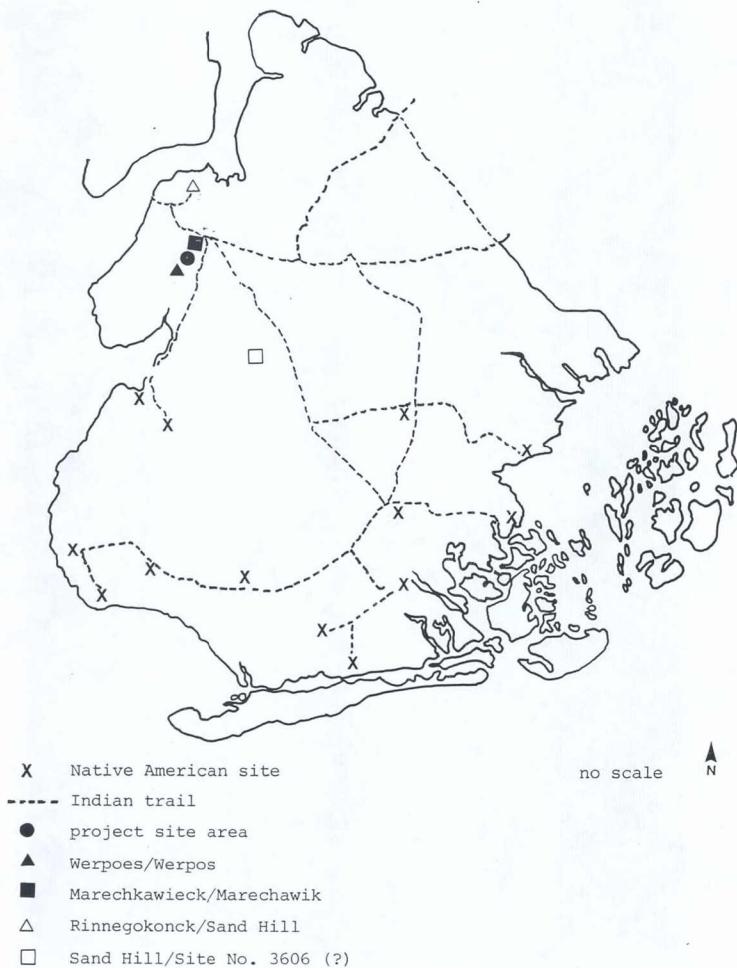 X Native American site
no scale
N
Indian trail
project site area
Werpoes/Werpos
Marechkawieck/Marechawik
Rinnegokonck/Sand Hill
Sand Hill/Site No. 3606 (?)